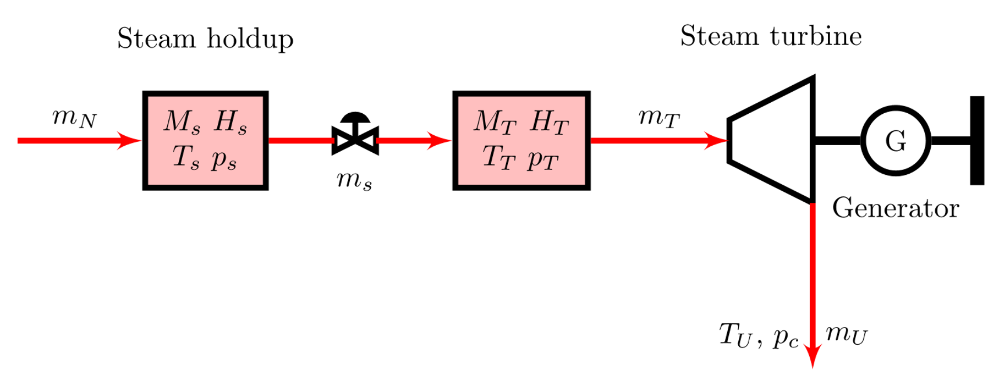 Steam holdup
Steam turbine
m_N
M_s H_s
T_s p_s
m_s
M_T H_T
T_T p_T
m_T
G
Generator
T_U, p_c
m_U